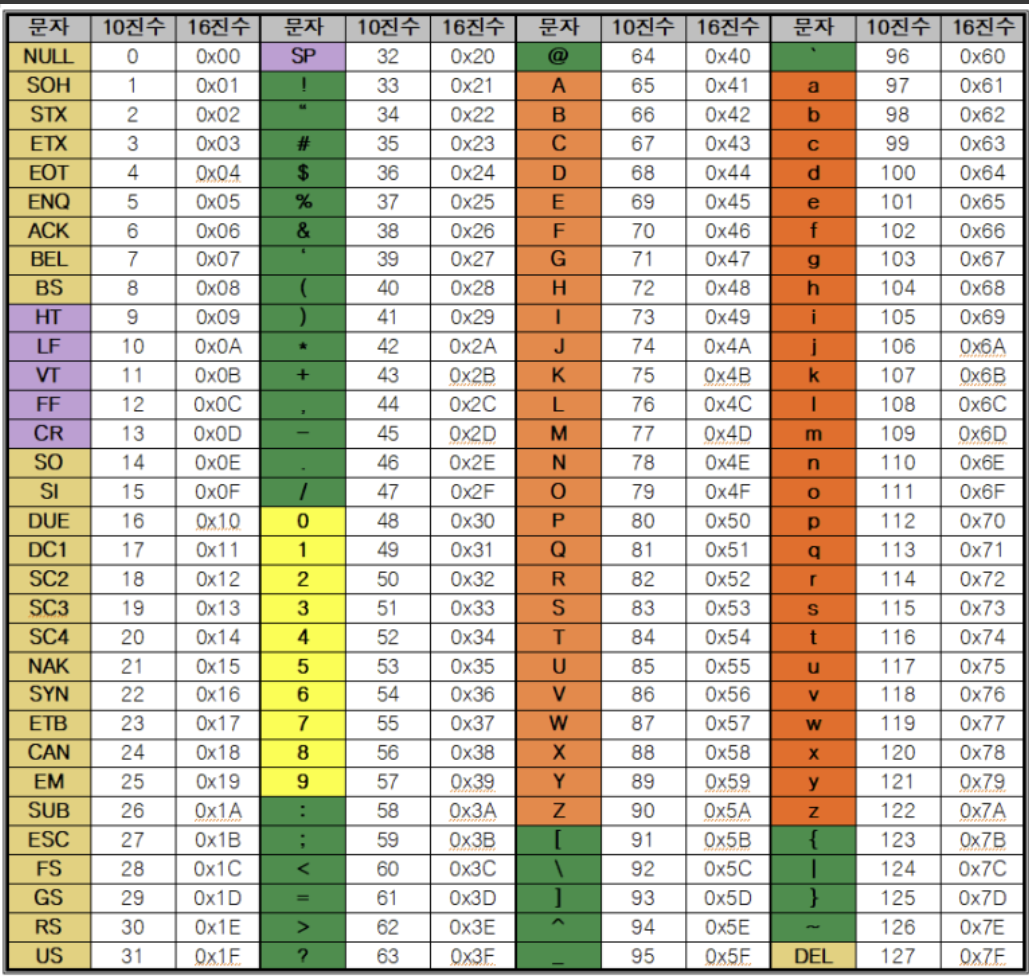 문자 10진수 16진수 문자 10진수 16진수 문자 10진수 16진수 문자 10진수 16진수
NULL 0 0x00 SP 32 0x20 @ 64 0x40 ` 96 0x60
SOH 1 0x01 ! 33 0x21 A 65 0x41 a 97 0x61
STX 2 0x02 “ 34 0x22 B 66 0x42 b 98 0x62
ETX 3 0x03 # 35 0x23 C 67 0x43 c 99 0x63
EOT 4 0x04 $ 36 0x24 D 68 0x44 d 100 0x64
ENQ 5 0x05 % 37 0x25 E 69 0x45 e 101 0x65
ACK 6 0x06 & 38 0x26 F 70 0x46 f 102 0x66
BEL 7 0x07 ‘ 39 0x27 G 71 0x47 g 103 0x67
BS 8 0x08 ( 40 0x28 H 72 0x48 h 104 0x68
HT 9 0x09 ) 41 0x29 I 73 0x49 i 105 0x69
LF 10 0x0A * 42 0x2A J 74 0x4A j 106 0x6A
VT 11 0x0B + 43 0x2B K 75 0x4B k 107 0x6B
FF 12 0x0C , 44 0x2C L 76 0x4C l 108 0x6C
CR 13 0x0D – 45 0x2D M 77 0x4D m 109 0x6D
SO 14 0x0E . 46 0x2E N 78 0x4E n 110 0x6E
SI 15 0x0F / 47 0x2F O 79 0x4F o 111 0x6F
DUE 16 0x10 0 48 0x30 P 80 0x50 p 112 0x70
DC1 17 0x11 1 49 0x31 Q 81 0x51 q 113 0x71
SC2 18 0x12 2 50 0x32 R 82 0x52 r 114 0x72
SC3 19 0x13 3 51 0x33 S 83 0x53 s 115 0x73
SC4 20 0x14 4 52 0x34 T 84 0x54 t 116 0x74
NAK 21 0x15 5 53 0x35 U 85 0x55 u 117 0x75
SYN 22 0x16 6 54 0x36 V 86 0x56 v 118 0x76
ETB 23 0x17 7 55 0x37 W 87 0x57 w 119 0x77
CAN 24 0x18 8 56 0x38 X 88 0x58 x 120 0x78
EM 25 0x19 9 57 0x39 Y 89 0x59 y 121 0x79
SUB 26 0x1A : 58 0x3A Z 90 0x5A z 122 0x7A
ESC 27 0x1B ; 59 0x3B [ 91 0x5B { 123 0x7B
FS 28 0x1C < 60 0x3C \ 92 0x5C | 124 0x7C
GS 29 0x1D = 61 0x3D ] 93 0x5D } 125 0x7D
RS 30 0x1E > 62 0x3E ^ 94 0x5E ~ 126 0x7E
US 31 0x1F ? 63 0x3F _ 95 0x5F DEL 127 0x7F